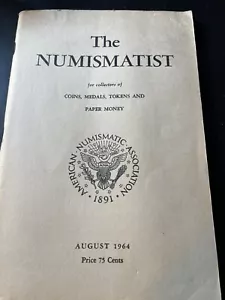 The
NUMISMATIST
for collectors of
COINS, MEDALS, TOKENS AND
PAPER MONEY
AMERICAN NUMISMATIC ASSOCIATION
· 1891 ·
AUGUST 1964
Price 75 Cents